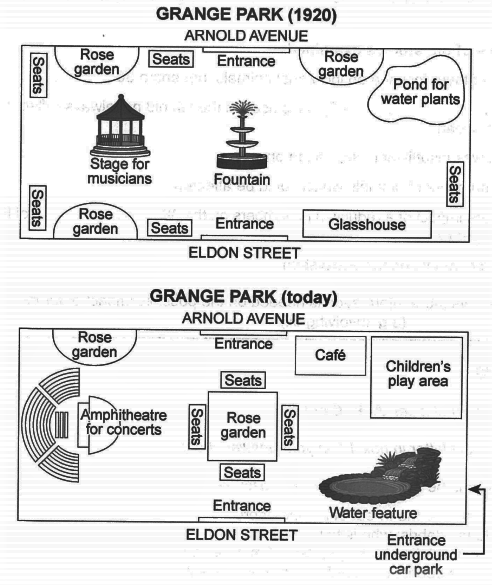 GRANGE PARK (1920)
ARNOLD AVENUE
Seats
Rose
garden
Seats
Entrance
Rose
garden
Pond for
water plants
Stage for
musicians
Fountain
Seats
Seats
Rose
garden
Seats
Entrance
Glasshouse
ELDON STREET
GRANGE PARK (today)
ARNOLD AVENUE
Rose
garden
Entrance
Café
Children's
play area
Seats
Amphitheatre
for concerts
Seats
Rose
garden
Seats
Seats
Entrance
Water feature
ELDON STREET
Entrance
underground
car park